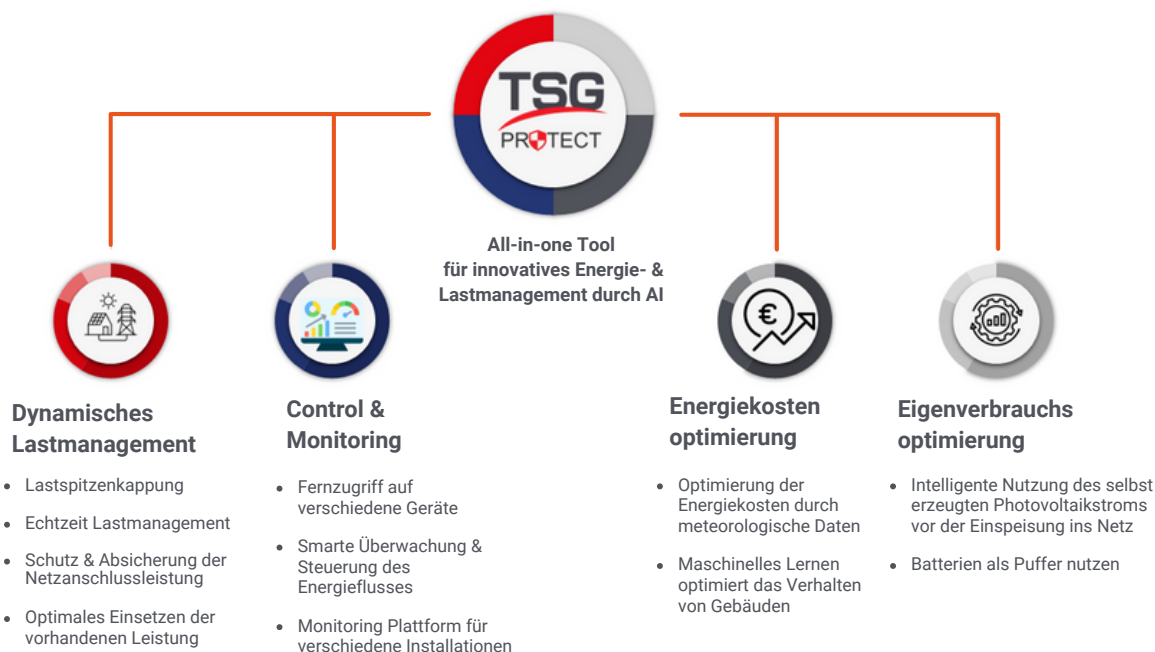 TSG
PROTECT
All-in-one Tool
für innovatives Energie- &
Lastmanagement durch AI
Dynamisches
Lastmanagement
• Lastspitzenkappung
• Echtzeit Lastmanagement
• Schutz & Absicherung der
Netzanschlussleistung
• Optimales Einsetzen der
vorhandenen Leistung
Control &
Monitoring
• Fernzugriff auf
verschiedene Geräte
• Smarte Überwachung &
Steuerung des
Energieflusses
• Monitoring Plattform für
verschiedene Installationen
€
Energiekosten
optimierung
• Optimierung der
Energiekosten durch
meteorologische Daten
• Maschinelles Lernen
optimiert das Verhalten
von Gebäuden
Eigenverbrauchs
optimierung
• Intelligente Nutzung des selbst
erzeugten Photovoltaikstroms
vor der Einspeisung ins Netz
• Batterien als Puffer nutzen